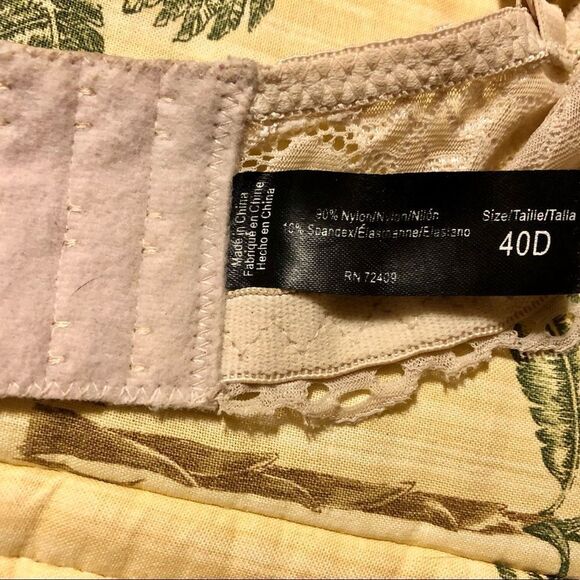 Made in China
Fabriqué en Chine
Hecho en China
90% Nylon/Nylon/Nilón
10% Spandex/Élasthanne/Elastano
RN 72409
Size/Taille/Talla
40D